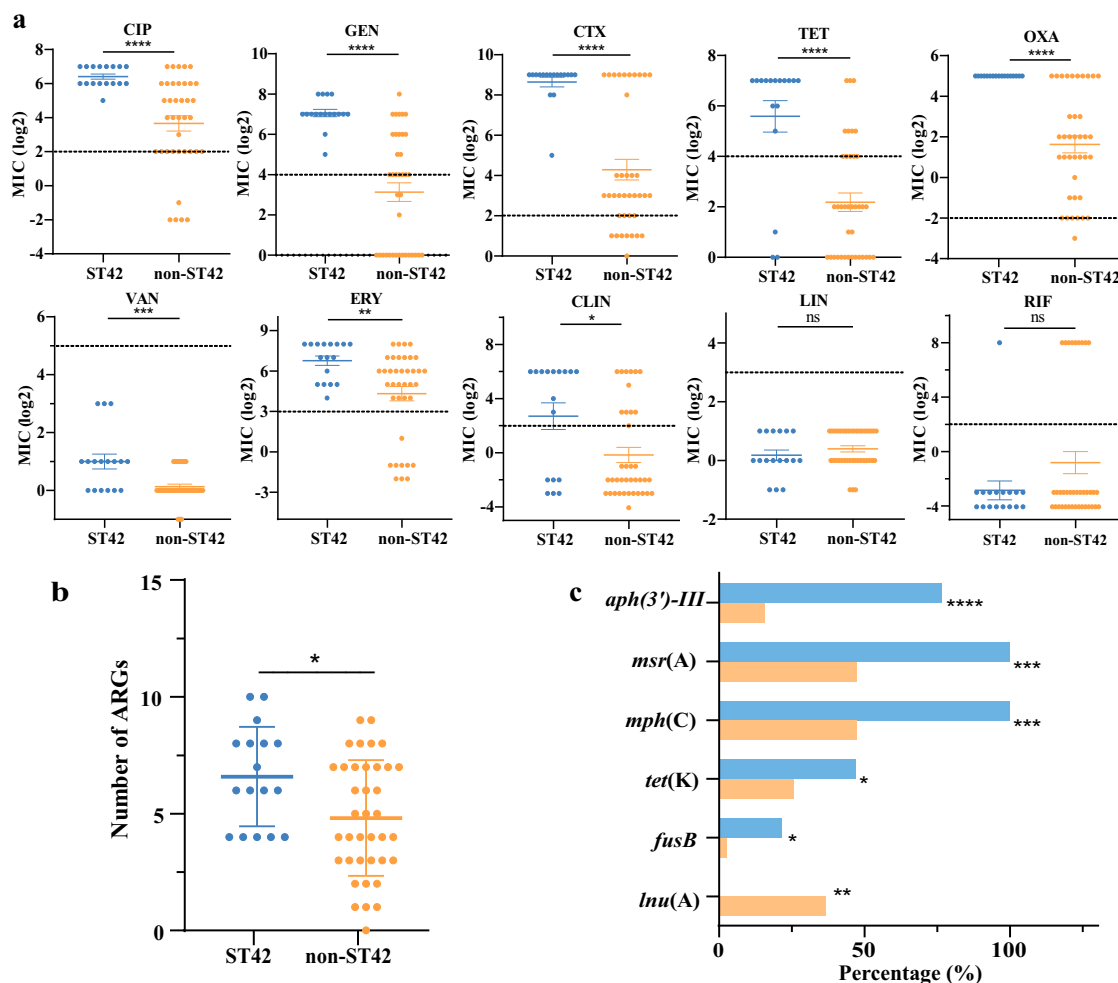 a
CIP
****
MIC (log2)
8
6
4
2
0
-2
-4
ST42
non-ST42
GEN
****
MIC (log2)
10
8
6
4
2
0
ST42
non-ST42
CTX
****
MIC (log2)
10
8
6
4
2
0
ST42
non-ST42
TET
****
MIC (log2)
8
6
4
2
0
ST42
non-ST42
OXA
****
MIC (log2)
6
4
2
0
-2
-4
ST42
non-ST42
VAN
***
MIC (log2)
6
4
3
1
0
ST42
non-ST42
ERY
**
MIC (log2)
9
6
3
0
-3
ST42
non-ST42
CLIN
*
MIC (log2)
8
4
2
0
-4
ST42
non-ST42
LIN
ns
MIC (log2)
4
2
0
-2
ST42
non-ST42
RIF
ns
MIC (log2)
8
4
2
0
-4
ST42
non-ST42
b
Number of ARGs
15
10
5
0
*
ST42
non-ST42
c
aph(3')-III
****
msr(A)
***
mph(C)
***
tet(K)
*
fusB
*
lnu(A)
**
0
50
100
Percentage (%)